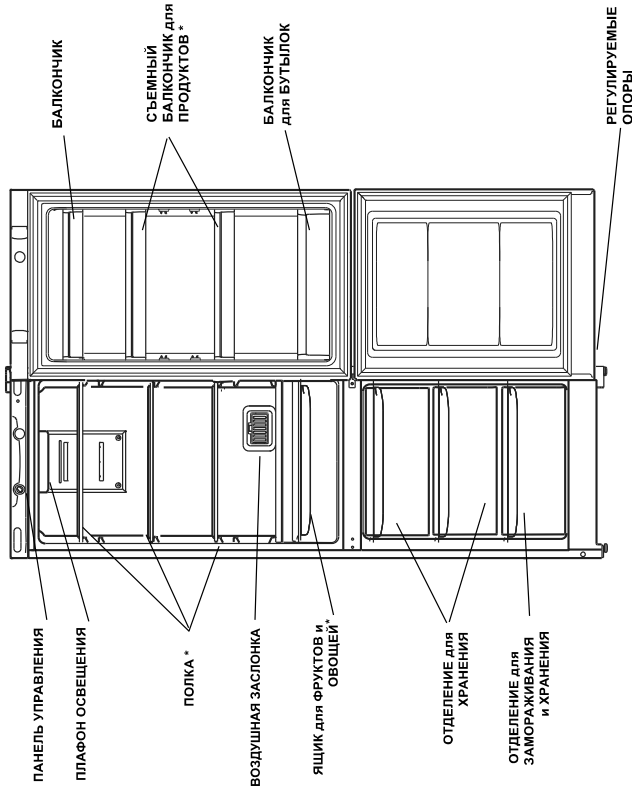 ПАНЕЛЬ УПРАВЛЕНИЯ
ПЛАФОН ОСВЕЩЕНИЯ
ПОЛКА *
ВОЗДУШНАЯ ЗАСЛОНКА
ЯЩИК для ФРУКТОВ и
ОВОЩЕЙ*
ОТДЕЛЕНИЕ для
ХРАНЕНИЯ
ОТДЕЛЕНИЕ для
ЗАМОРАЖИВАНИЯ
и ХРАНЕНИЯ
БАЛКОНЧИК
СЪЕМНЫЙ
БАЛКОНЧИК для
ПРОДУКТОВ *
БАЛКОНЧИК
для БУТЫЛОК
РЕГУЛИРУЕМЫЕ
ОПОРЫ